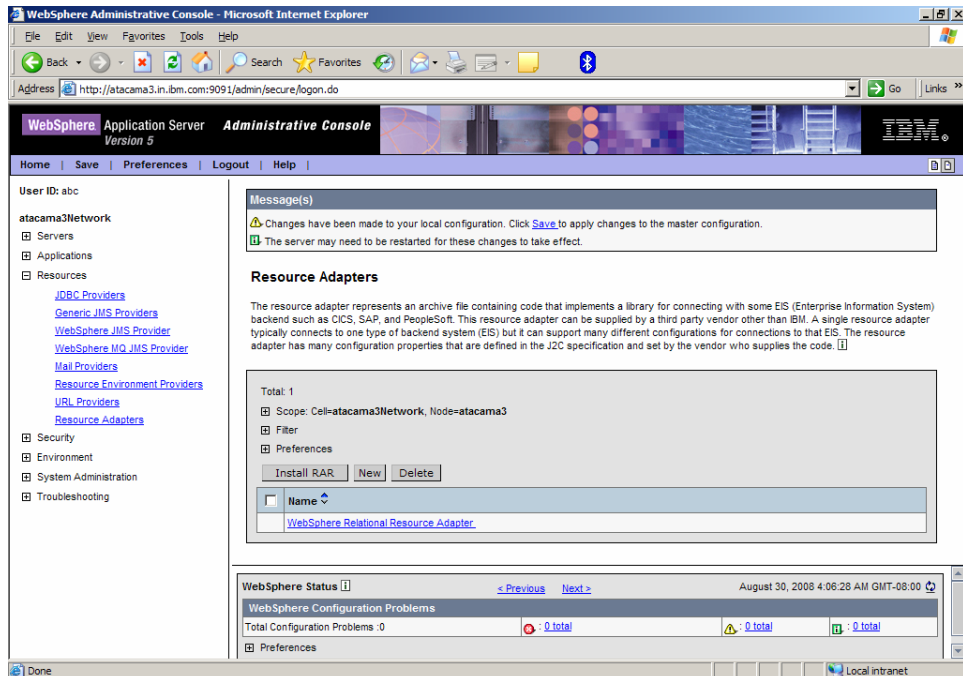 WebSphere Administrative Console - Microsoft Internet Explorer
File Edit View Favorites Tools Help
Back Search Favorites
Address http://atacama3.in.ibm.com:9091/admin/secure/logon.do Go Links »
WebSphere. Application Server Administrative Console
Version 5
IBM®
Home | Save | Preferences | Logout | Help |
User ID: abc
atacama3Network
Servers
Applications
Resources
JDBC Providers
Generic JMS Providers
WebSphere JMS Provider
WebSphere MQ JMS Provider
Mail Providers
Resource Environment Providers
URL Providers
Resource Adapters
Security
Environment
System Administration
Troubleshooting
Message(s)
Changes have been made to your local configuration. Click Save to apply changes to the master configuration.
The server may need to be restarted for these changes to take effect.
Resource Adapters
The resource adapter represents an archive file containing code that implements a library for connecting with some EIS (Enterprise Information System)
backend such as CICS, SAP, and PeopleSoft. This resource adapter can be supplied by a third party vendor other than IBM. A single resource adapter
typically connects to one type of backend system (EIS) but it can support many different configurations for connections to that EIS. The resource
adapter has many configuration properties that are defined in the J2C specification and set by the vendor who supplies the code. i
Total: 1
Scope: Cell=atacama3Network, Node=atacama3
Filter
Preferences
Install RAR New Delete
Name
WebSphere Relational Resource Adapter
WebSphere Status i < Previous Next > August 30, 2008 4:06:28 AM GMT-08:00
WebSphere Configuration Problems
Total Configuration Problems :0 : 0 total : 0 total : 0 total
Preferences
Done Local intranet